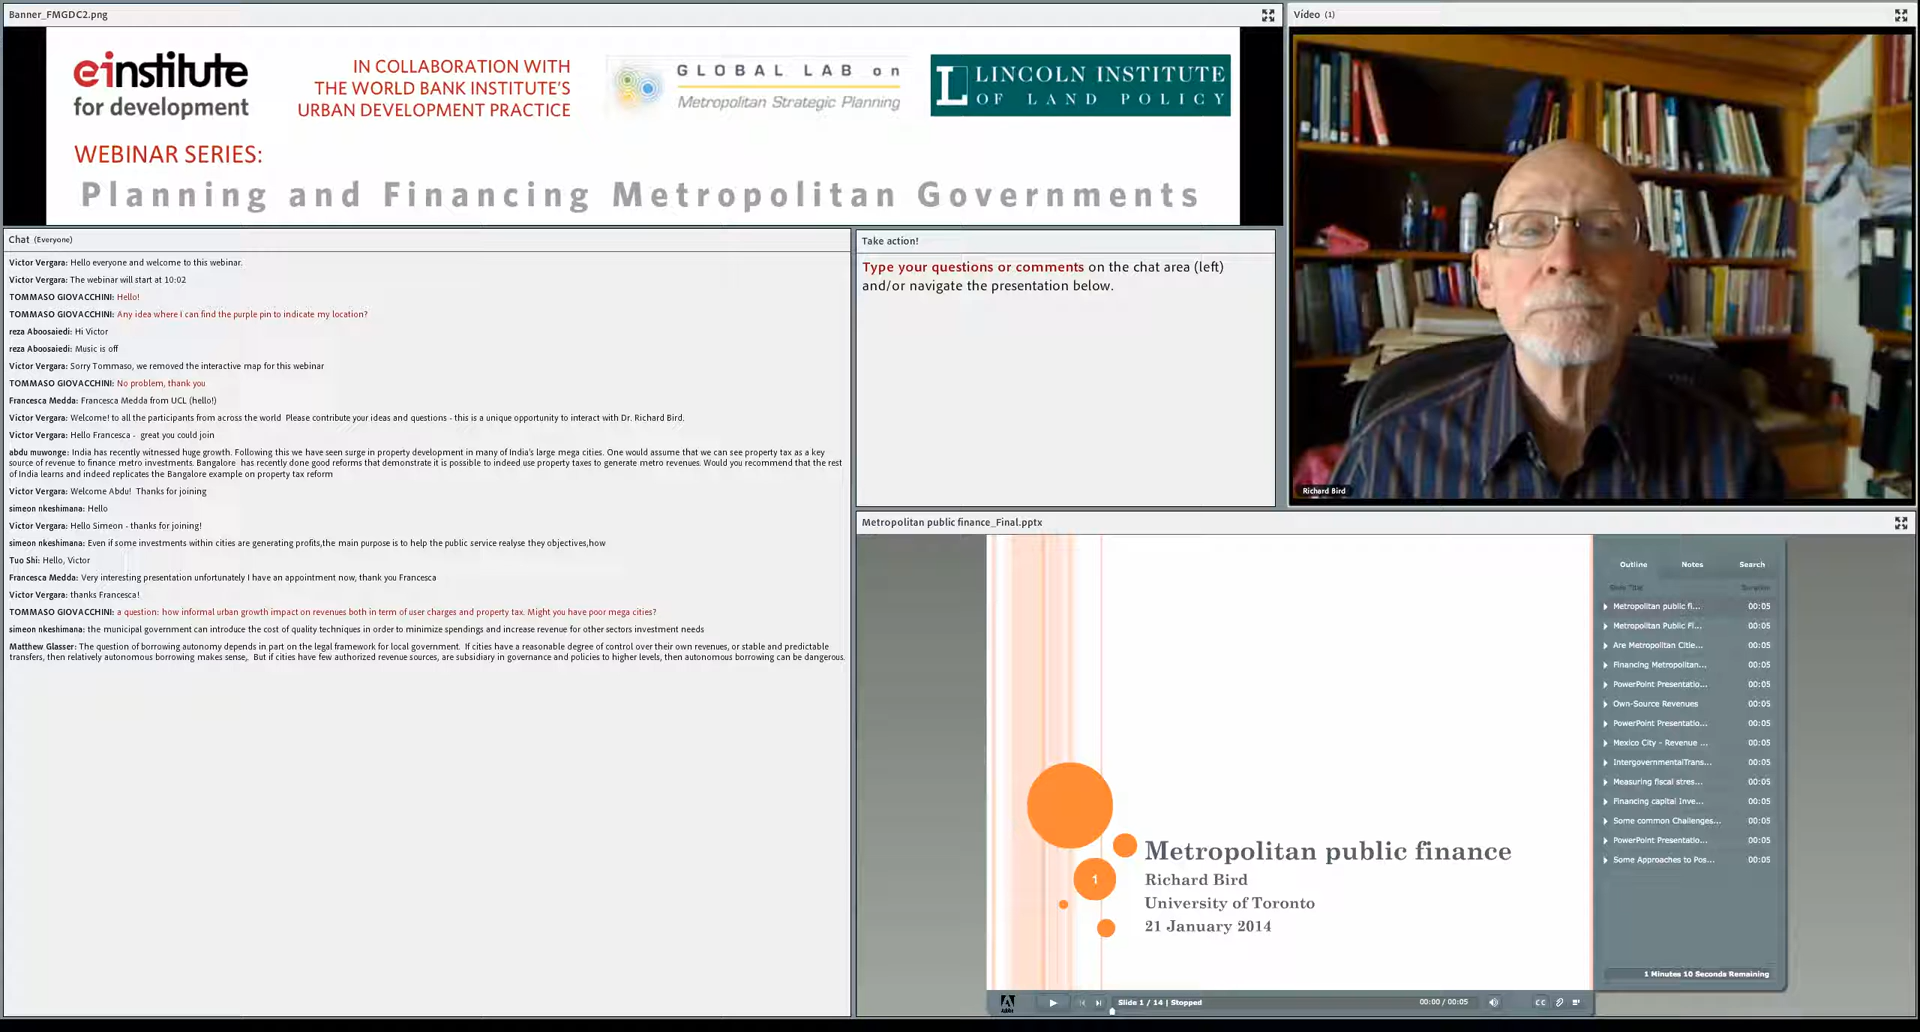 Banner_FMGDC2.png
einstitute
for development
IN COLLABORATION WITH
THE WORLD BANK INSTITUTE'S
URBAN DEVELOPMENT PRACTICE
GLOBAL LAB on
Metropolitan Strategic Planning
L LINCOLN INSTITUTE
OF LAND POLICY
WEBINAR SERIES:
Planning and Financing Metropolitan Governments
Vídeo (1)
Richard Bird
Chat (Everyone)
Victor Vergara: Hello everyone and welcome to this webinar.
Victor Vergara: The webinar will start at 10:02
TOMMASO GIOVACCHINI: Hello!
TOMMASO GIOVACCHINI: Any idea where i can find the purple pin to indicate my location?
reza Aboosaiedi: Hi Victor
reza Aboosaiedi: Music is off
Victor Vergara: Sorry Tommaso, we removed the interactive map for this webinar
TOMMASO GIOVACCHINI: No problem, thank you
Francesca Medda: Francesca Medda from UCL (hello!)
Victor Vergara: Welcome! to all the participants from across the world Please contribute your ideas and questions - this is a unique opportunity to interact with Dr. Richard Bird.
Victor Vergara: Hello Francesca - great you could join
abdu muwonge: India has recently witnessed huge growth. Following this we have seen surge in property development in many of India's large mega cities. One would assume that we can see property tax as a key
source of revenue to finance metro investments. Bangalore has recently done good reforms that demonstrate it is possible to indeed use property taxes to generate metro revenues. Would you recommend that the rest
of India learns and indeed replicates the Bangalore example on property tax reform
Victor Vergara: Welcome Abdu! Thanks for joining
simeon nkeshimana: Hello
Victor Vergara: Hello Simeon - thanks for joining!
simeon nkeshimana: Even if some investments within cities are generating profits,the main purpose is to help the public service realyse they objectives,how
Tuo Shi: Hello, Victor
Francesca Medda: Very interesting presentation unfortunately I have an appointment now, thank you Francesca
Victor Vergara: thanks Francesca!
TOMMASO GIOVACCHINI: a question: how informal urban growth impact on revenues both in term of user charges and property tax. Might you have poor mega cities?
simeon nkeshimana: the municipal government can introduce the cost of quality techniques in order to minimize spendings and increase revenue for other sectors investment needs
Matthew Glasser: The question of borrowing autonomy depends in part on the legal framework for local government. If cities have a reasonable degree of control over their own revenues, or stable and predictable
transfers, then relatively autonomous borrowing makes sense,. But if cities have few authorized revenue sources, are subsidiary in governance and policies to higher levels, then autonomous borrowing can be dangerous.
Take action!
Type your questions or comments on the chat area (left)
and/or navigate the presentation below.
Metropolitan public finance_Final.pptx
1
Metropolitan public finance
Richard Bird
University of Toronto
21 January 2014
Outline Notes Search
Slide Title Duration
Metropolitan public fi... 00:05
Metropolitan Public Fi... 00:05
Are Metropolitan Citie... 00:05
Financing Metropolitan... 00:05
PowerPoint Presentatio... 00:05
Own-Source Revenues 00:05
PowerPoint Presentatio... 00:05
Mexico City - Revenue ... 00:05
IntergovernmentalTrans... 00:05
Measuring fiscal stres... 00:05
Financing capital Inve... 00:05
Some common Challenges... 00:05
PowerPoint Presentatio... 00:05
Some Approaches to Pos... 00:05
1 Minutes 10 Seconds Remaining
Slide 1 / 14 | Stopped
00:00 / 00:05
CC